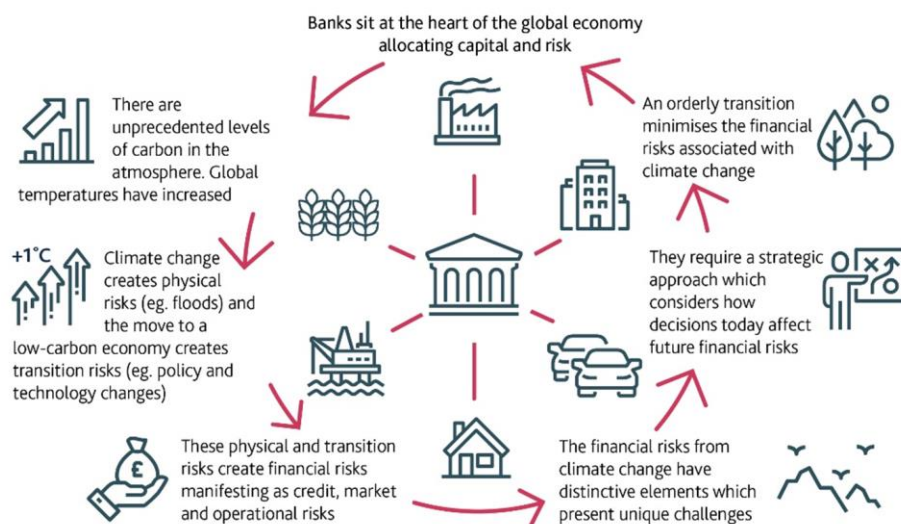 Banks sit at the heart of the global economy
allocating capital and risk
There are
unprecedented levels
of carbon in the
atmosphere. Global
temperatures have increased
+1°C
Climate change
creates physical
risks (eg. floods) and
the move to a
low-carbon economy creates
transition risks (eg. policy and
technology changes)
£
These physical and transition
risks create financial risks
manifesting as credit, market
and operational risks
The financial risks from
climate change have
distinctive elements which
present unique challenges
They require a strategic
approach which
considers how
decisions today affect
future financial risks
An orderly transition
minimises the financial
risks associated with
climate change